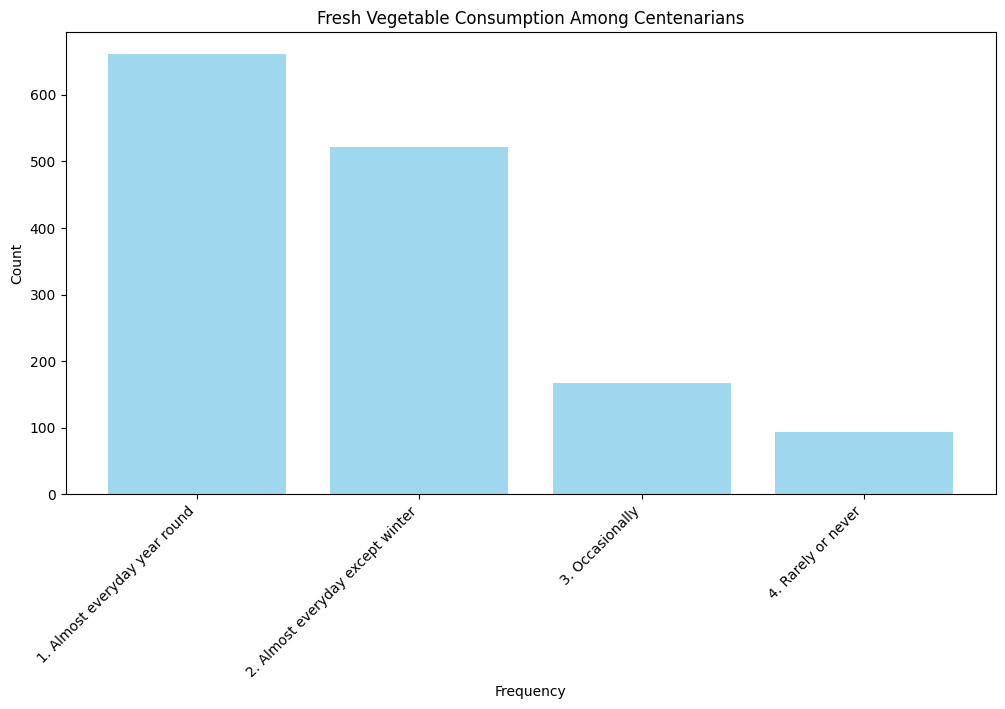 Fresh Vegetable Consumption Among Centenarians
600
500
400
300
200
100
0
Count
1. Almost everyday year round
2. Almost everyday except winter
3. Occasionally
4. Rarely or never
Frequency